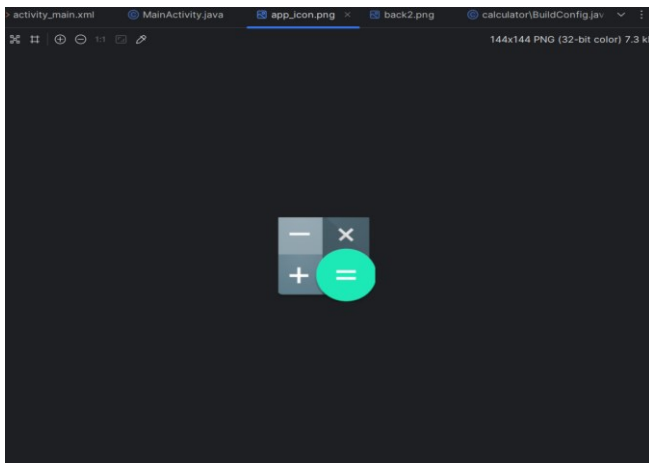 activity_main.xml MainActivity.java app_icon.png × back2.png calculator\BuildConfig.jav
1:1 144x144 PNG (32-bit color) 7.3 k
− ×
+ =